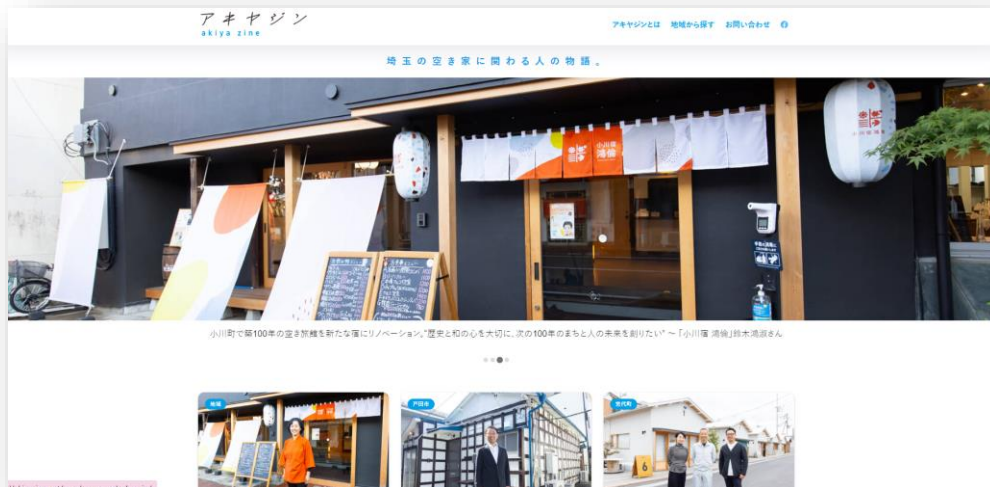 アキヤジン
akiya zine
アキヤジンとは 地域から探す お問い合わせ
埼玉の空き家に関わる人の物語。
小川宿
鴻倫
小川町で築100年の空き旅館を新たな宿にリノベーション。"歴史と和の心を大切に、次の100年のまちと人の未来を創りたい" ~ 「小川宿 鴻倫」鈴木鴻淑さん
地域
戸田市
6